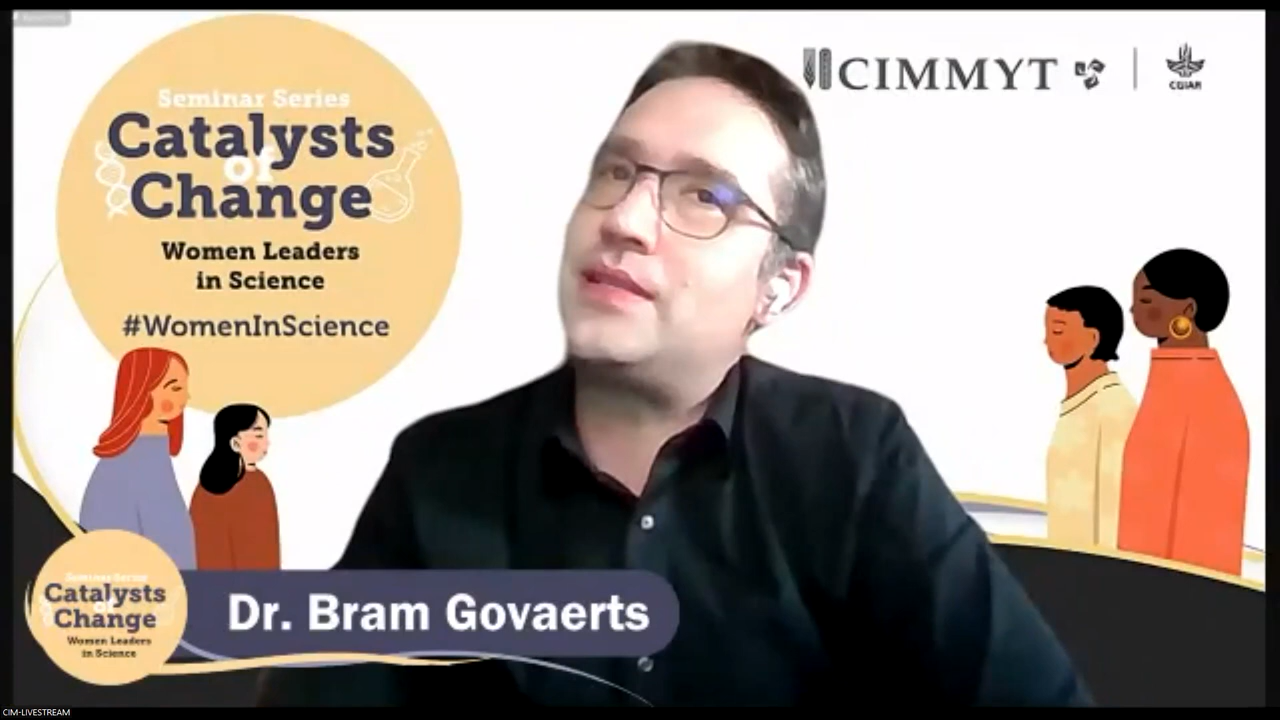 Seminar Series
Catalysts
of
Change
Women Leaders
in Science
#WomenInScience
CIMMYT
CGIAR
Seminar Series
Catalysts
of
Change
Women Leaders
in Science
Dr. Bram Govaerts
CIM-LIVESTREAM